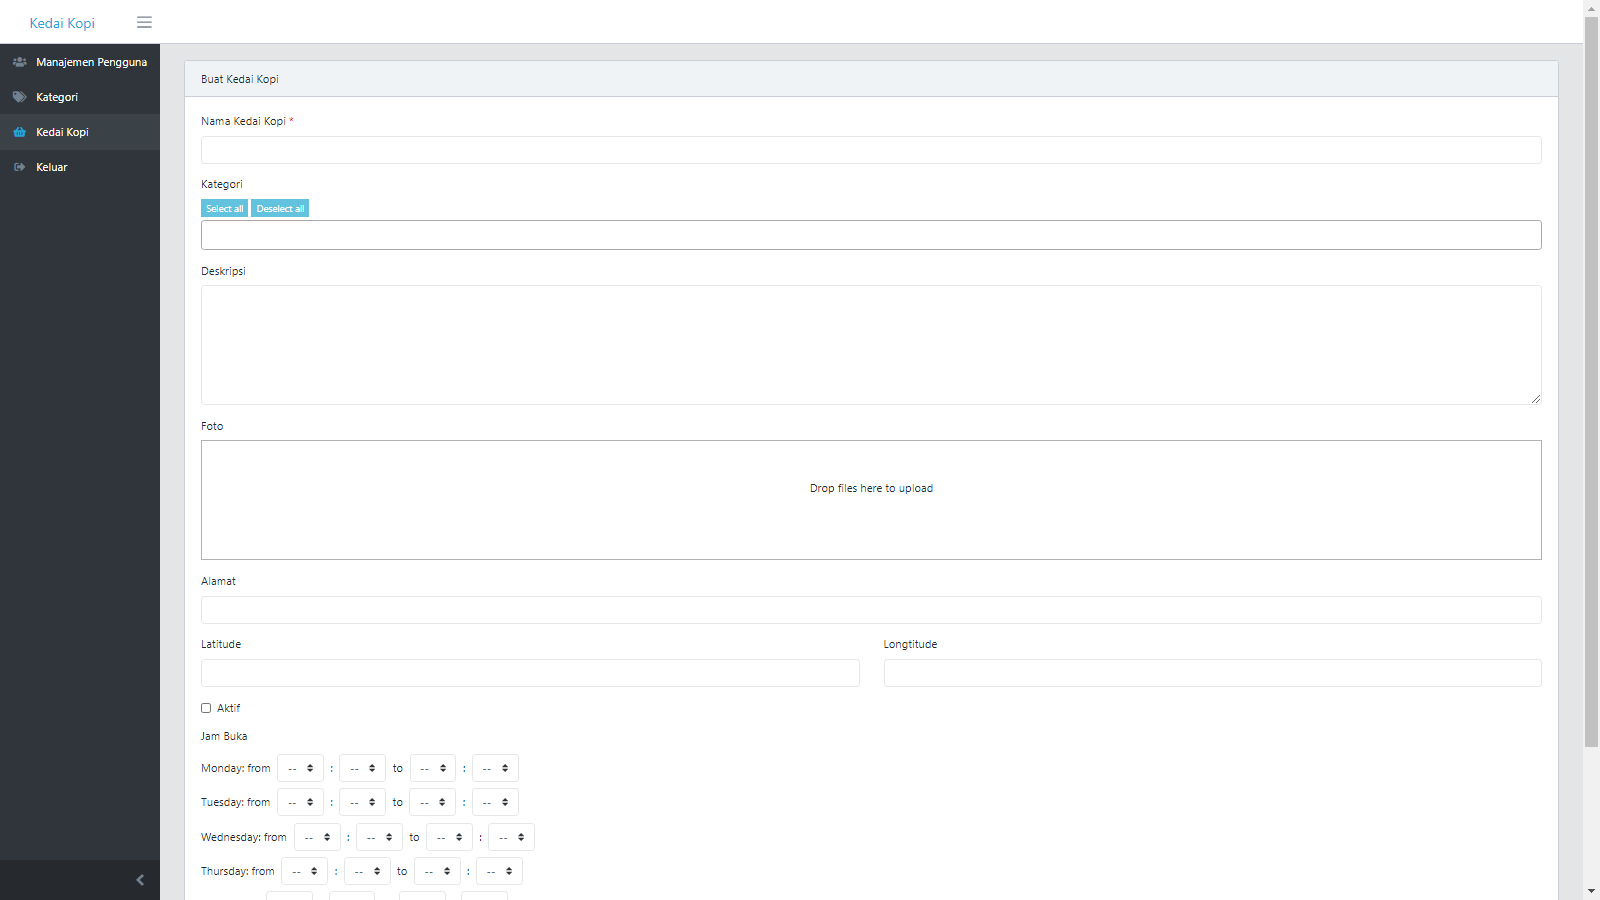 Kedai Kopi
Manajemen Pengguna
Kategori
Kedai Kopi
Keluar
Buat Kedai Kopi
Nama Kedai Kopi *
Kategori
Select all Deselect all
Deskripsi
Foto
Drop files here to upload
Alamat
Latitude Longtitude
Aktif
Jam Buka
Monday: from -- : -- to -- : --
Tuesday: from -- : -- to -- : --
Wednesday: from -- : -- to -- : --
Thursday: from -- : -- to -- : --